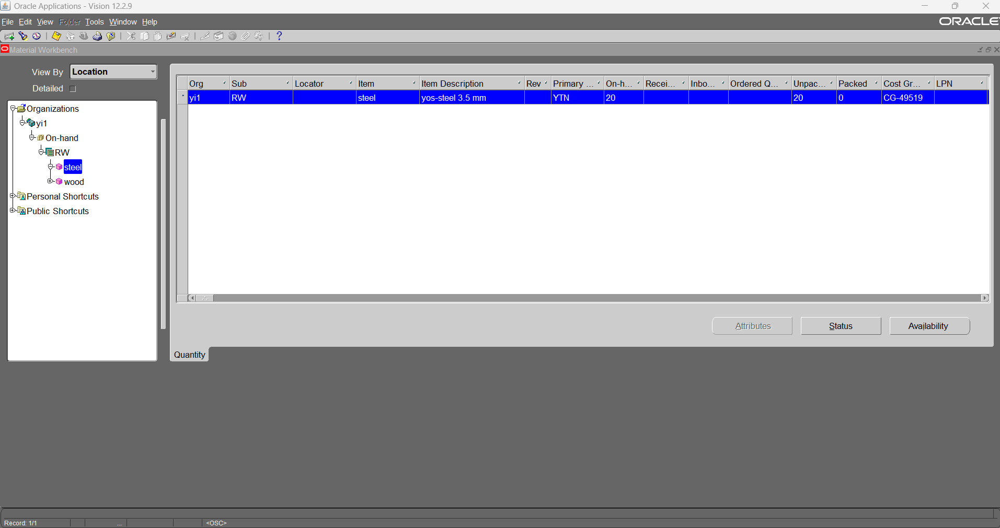 Oracle Applications - Vision 12.2.9
File Edit View Folder Tools Window Help
ORACLE
Material Workbench
View By Location
Detailed
Organizations
yi1
On-hand
RW
steel
wood
Personal Shortcuts
Public Shortcuts
Org Sub Locator Item Item Description Rev Primary ... On-h... Recei... Inbo... Ordered Q... Unpac... Packed Cost Gr... LPN
yi1 RW steel yos-steel 3.5 mm YTN 20 20 0 CG-49519
Attributes Status Availability
Quantity
Record: 1/1 ... <OSC>